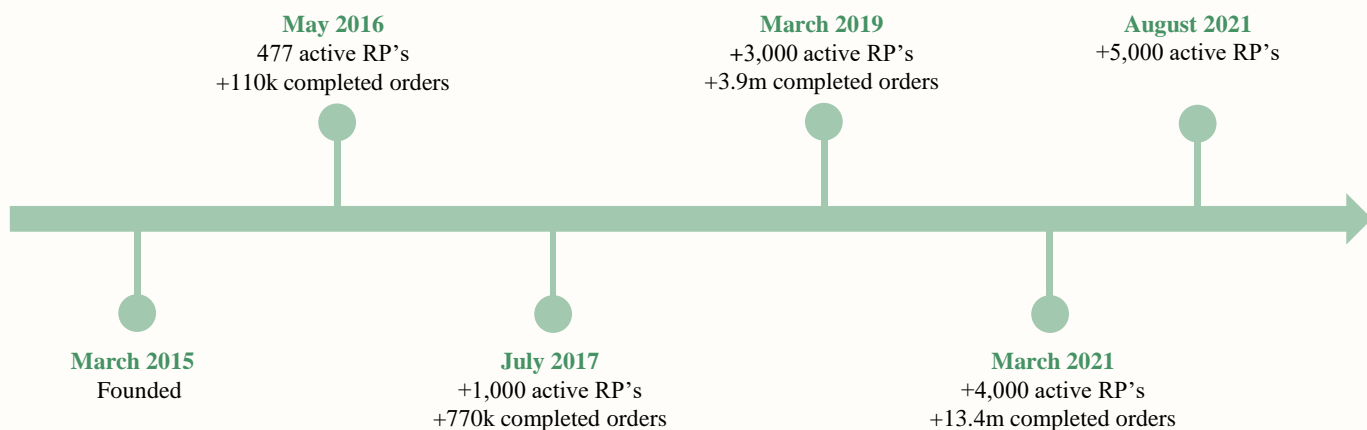 May 2016
477 active RP's
+110k completed orders
March 2019
+3,000 active RP's
+3.9m completed orders
August 2021
+5,000 active RP's
March 2015
Founded
July 2017
+1,000 active RP's
+770k completed orders
March 2021
+4,000 active RP's
+13.4m completed orders